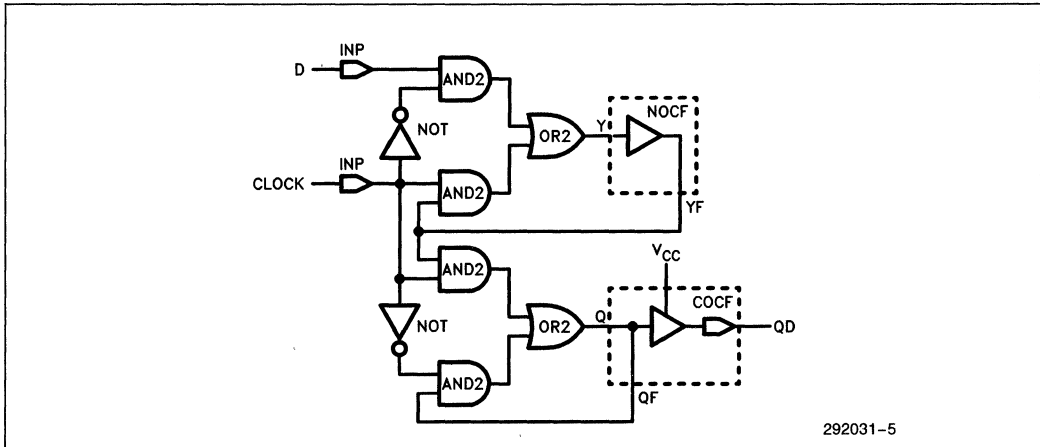 INP
D
AND2
NOT
OR2
Y
NOCF
INP
CLOCK
AND2
YF
AND2
VCC
COCF
NOT
OR2
Q
QD
AND2
QF
292031-5